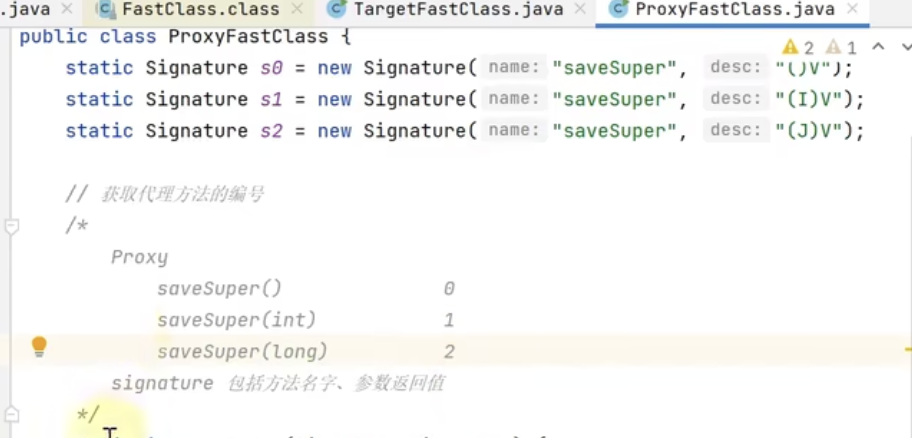 .java × FastClass.class × TargetFastClass.java × ProxyFastClass.java ×
public class ProxyFastClass {
2 1
static Signature s0 = new Signature( name: "saveSuper", desc: "()V");
static Signature s1 = new Signature( name: "saveSuper", desc: "(I)V");
static Signature s2 = new Signature( name: "saveSuper", desc: "(J)V");
// 获取代理方法的编号
/*
Proxy
saveSuper() 0
saveSuper(int) 1
saveSuper(long) 2
signature 包括方法名字、参数返回值
*/